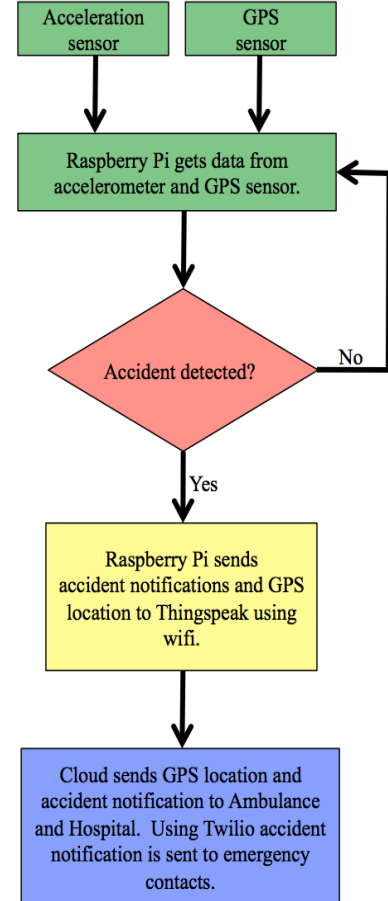 Acceleration
sensor
GPS
sensor
Raspberry Pi gets data from
accelerometer and GPS sensor.
Accident detected?
No
Yes
Raspberry Pi sends
accident notifications and GPS
location to Thingspeak using
wifi.
Cloud sends GPS location and
accident notification to Ambulance
and Hospital.  Using Twilio accident
notification is sent to emergency
contacts.